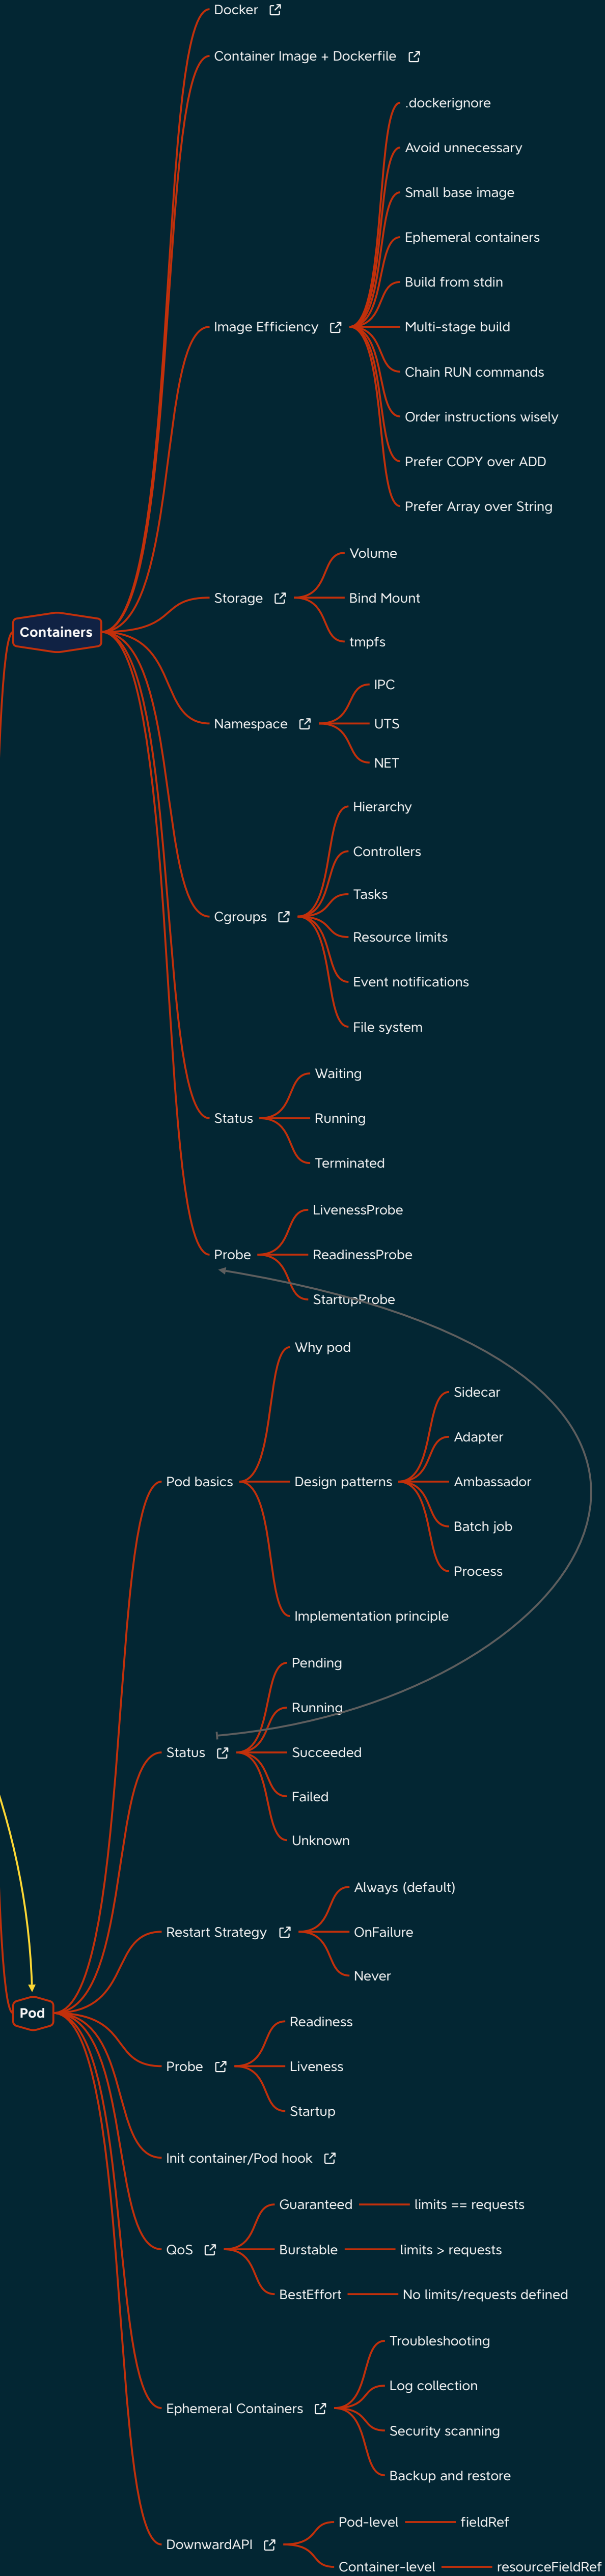 Docker
Container Image + Dockerfile
.dockerignore
Avoid unnecessary
Small base image
Ephemeral containers
Build from stdin
Image Efficiency
Multi-stage build
Chain RUN commands
Order instructions wisely
Prefer COPY over ADD
Prefer Array over String
Volume
Storage
Bind Mount
tmpfs
Containers
IPC
Namespace
UTS
NET
Hierarchy
Controllers
Tasks
Cgroups
Resource limits
Event notifications
File system
Waiting
Status
Running
Terminated
LivenessProbe
Probe
ReadinessProbe
StartupProbe
Why pod
Sidecar
Adapter
Pod basics
Design patterns
Ambassador
Batch job
Process
Implementation principle
Pending
Running
Status
Succeeded
Failed
Unknown
Always (default)
Restart Strategy
OnFailure
Never
Pod
Readiness
Probe
Liveness
Startup
Init container/Pod hook
Guaranteed
limits == requests
QoS
Burstable
limits > requests
BestEffort
No limits/requests defined
Troubleshooting
Log collection
Ephemeral Containers
Security scanning
Backup and restore
Pod-level
fieldRef
DownwardAPI
Container-level
resourceFieldRef